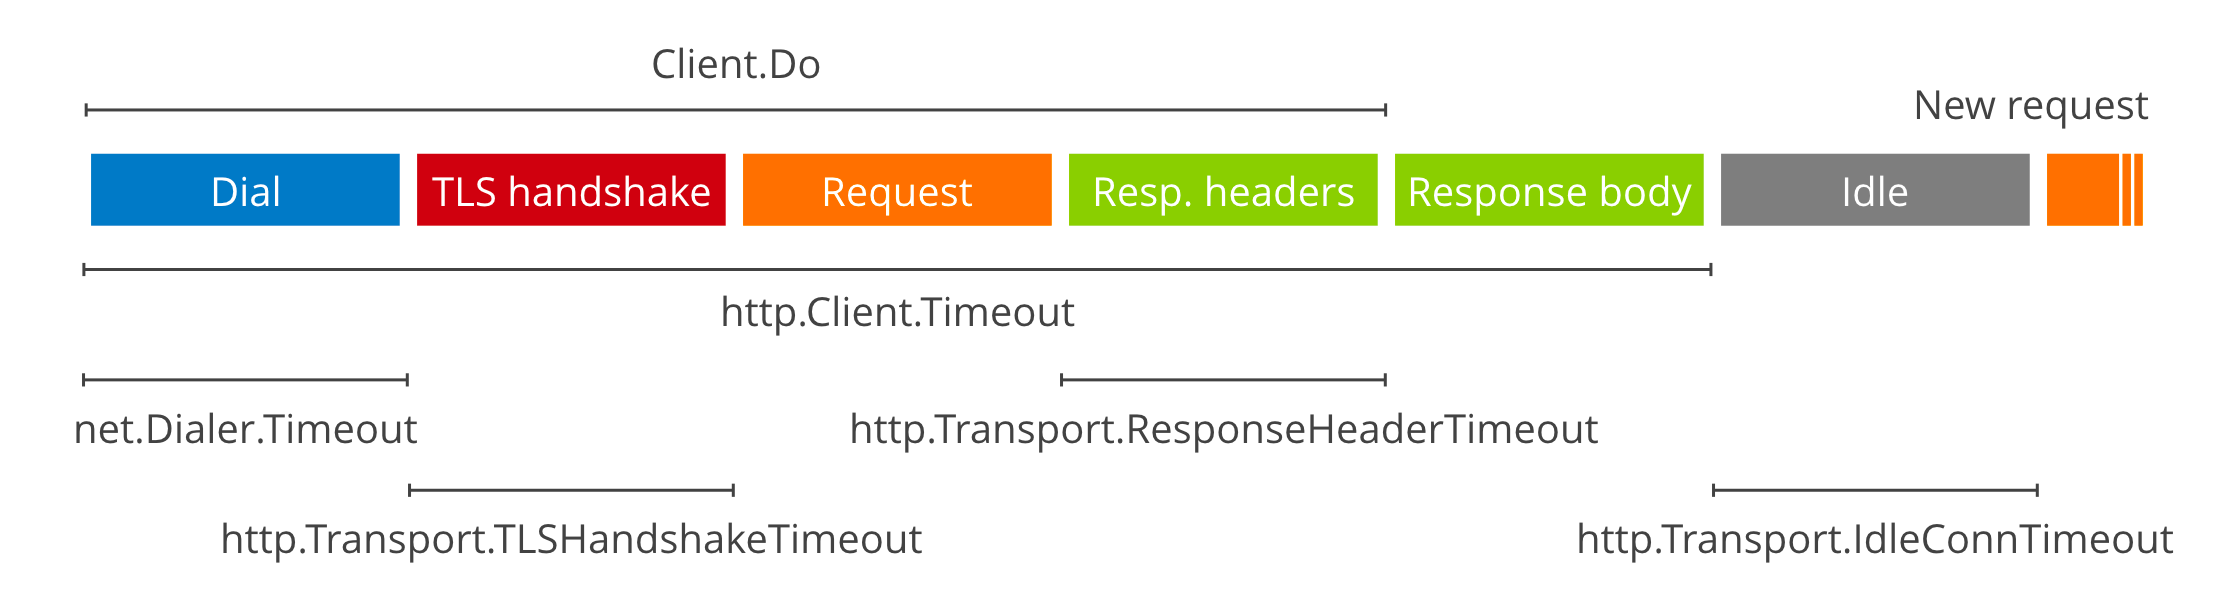 Client.Do
New request
Dial
TLS handshake
Request
Resp. headers
Response body
Idle
http.Client.Timeout
net.Dialer.Timeout
http.Transport.ResponseHeaderTimeout
http.Transport.TLSHandshakeTimeout
http.Transport.IdleConnTimeout